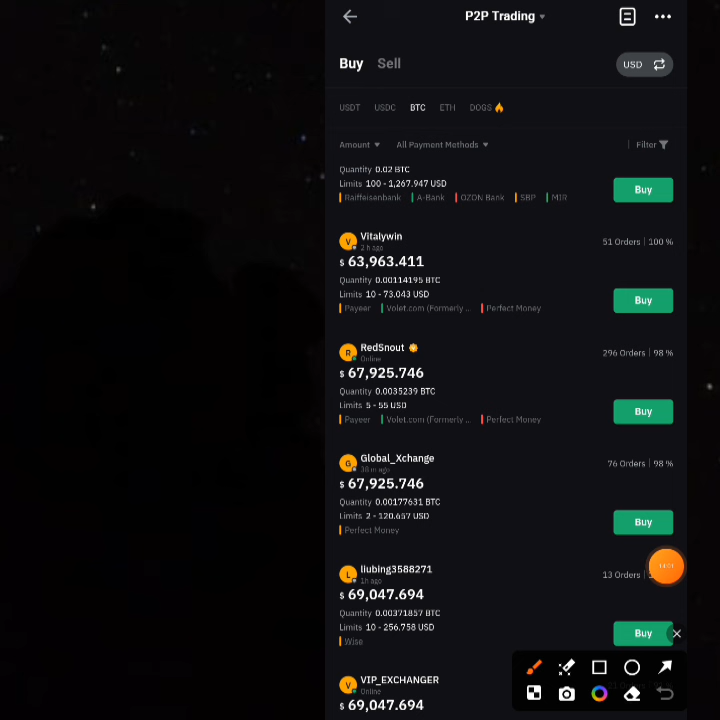 P2P Trading
Buy Sell USD
USDT USDC BTC ETH DOGS
Amount All Payment Methods Filter
Quantity 0.02 BTC
Limits 100 - 1,267.947 USD
Buy
Raiffeisenbank A-Bank OZON Bank SBP MIR
Vitalywin
2 h ago
51 Orders | 100 %
$ 63,963.411
Quantity 0.00114195 BTC
Limits 10 - 73.043 USD
Buy
Payeer Volet.com (Formerly ... Perfect Money
RedSnout
Online
296 Orders | 98 %
$ 67,925.746
Quantity 0.0035239 BTC
Limits 5 - 55 USD
Buy
Payeer Volet.com (Formerly ... Perfect Money
Global_Xchange
38 m ago
76 Orders | 98 %
$ 67,925.746
Quantity 0.00177631 BTC
Limits 2 - 120.657 USD
Buy
Perfect Money
liubing3588271
1h ago
13 Orders |
$ 69,047.694
Quantity 0.00371857 BTC
Limits 10 - 256.758 USD
Buy
Wise
VIP_EXCHANGER
Online
$ 69,047.694